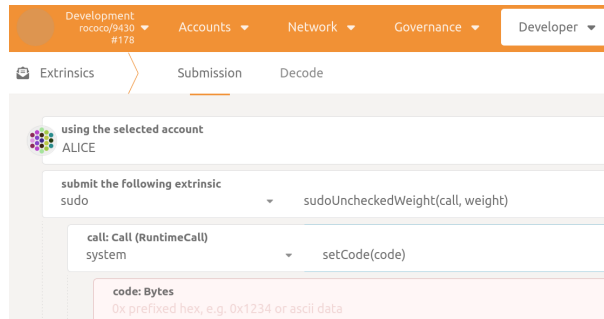 Development
rococo/9430
#178
Accounts
Network
Governance
Developer
Extrinsics
Submission
Decode
using the selected account
ALICE
submit the following extrinsic
sudo
sudoUncheckedWeight(call, weight)
call: Call (RuntimeCall)
system
setCode(code)
code: Bytes
0x prefixed hex, e.g. 0x1234 or ascii data